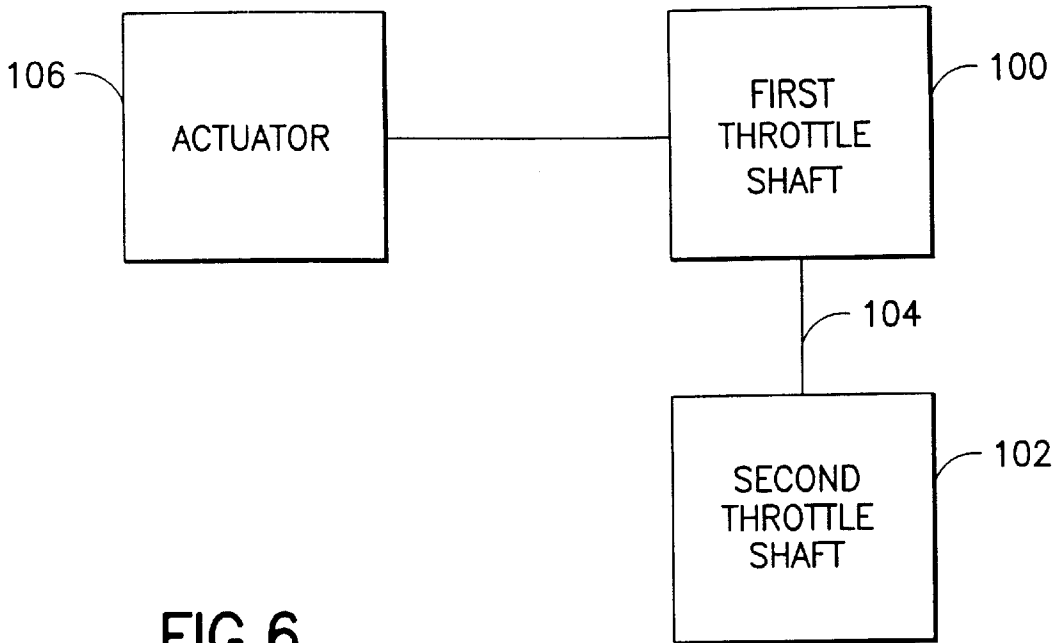 106
ACTUATOR
FIRST
THROTTLE
SHAFT
100
104
SECOND
THROTTLE
SHAFT
102
FIG.6